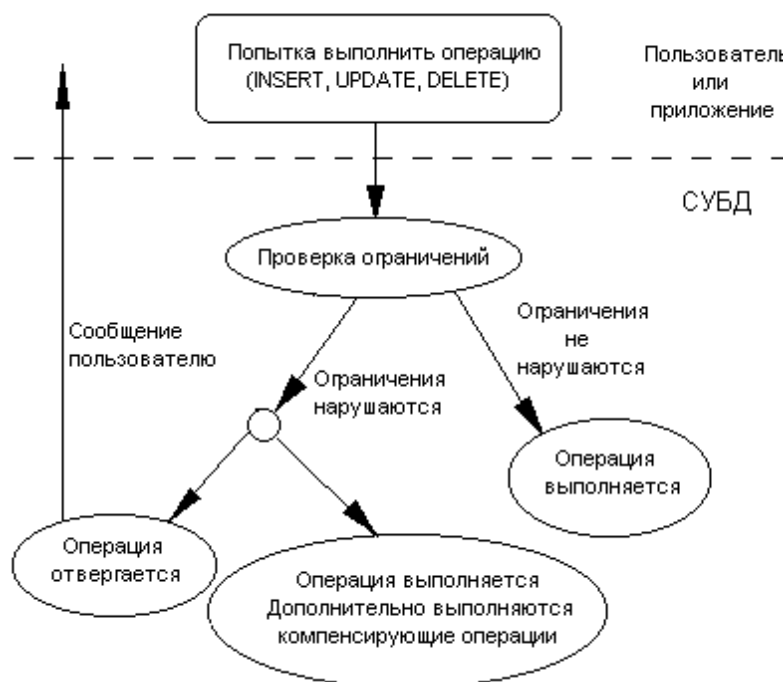 Попытка выполнить операцию
(INSERT, UPDATE, DELETE)
Пользователь
или
приложение
СУБД
Проверка ограничений
Сообщение
пользователю
Ограничения
нарушаются
Ограничения
не
нарушаются
Операция
выполняется
Операция
отвергается
Операция выполняется
Дополнительно выполняются
компенсирующие операции